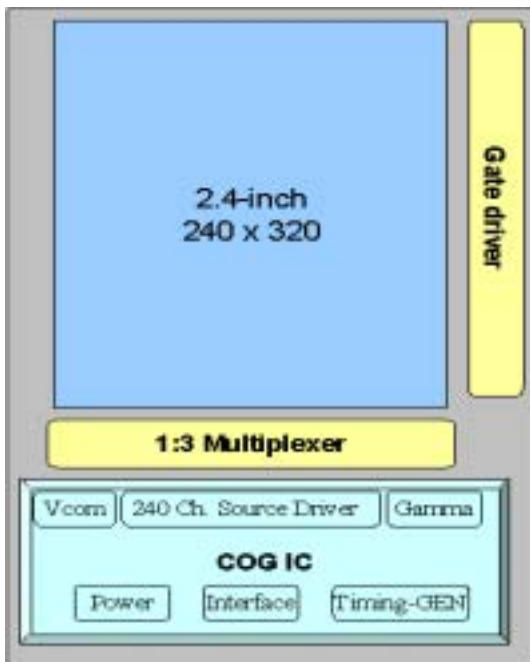 2.4-inch
240 x 320
Gate driver
1:3 Multiplexer
Vcom
240 Ch. Source Driver
Gamma
COG IC
Power
Interface
Timing-GEN